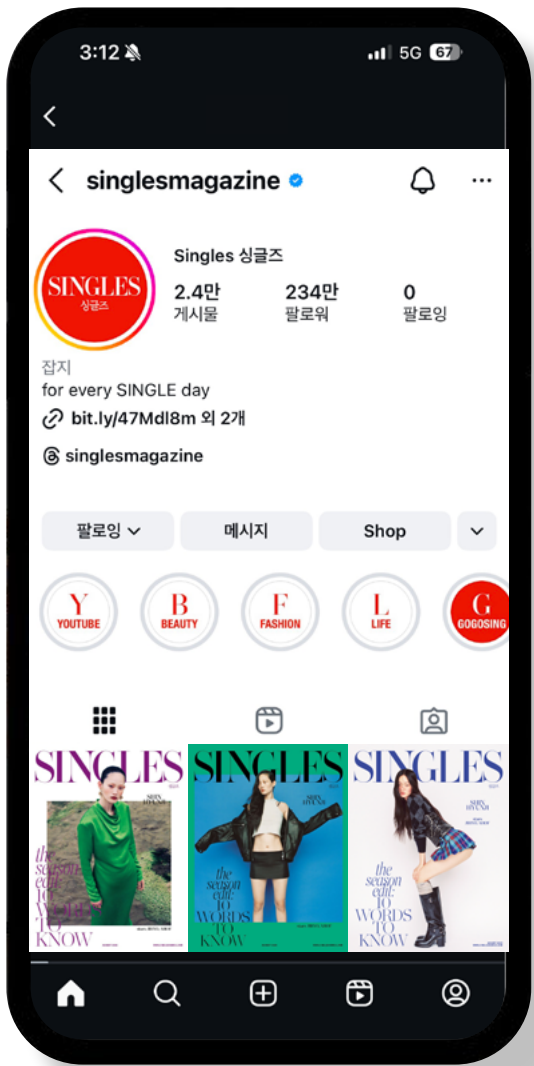 3:12
5G 67
singlesmagazine
SINGLES
싱글즈
Singles 싱글즈
2.4만 234만 0
게시물 팔로워 팔로잉
잡지
for every SINGLE day
bit.ly/47Mdl8m 외 2개
singlesmagazine
팔로잉 메시지 Shop
Y B F L G
YOUTUBE BEAUTY FASHION LIFE GOGOSING
SINGLES
SHIN
HYUNJI
the
season
edit:
10
WORDS
TO
KNOW
SINGLES
SHIN
HYUNJI
the
season
edit:
10
WORDS
TO
KNOW
SINGLES
SHIN
HYUNJI
the
season
edit:
10
WORDS
TO
KNOW